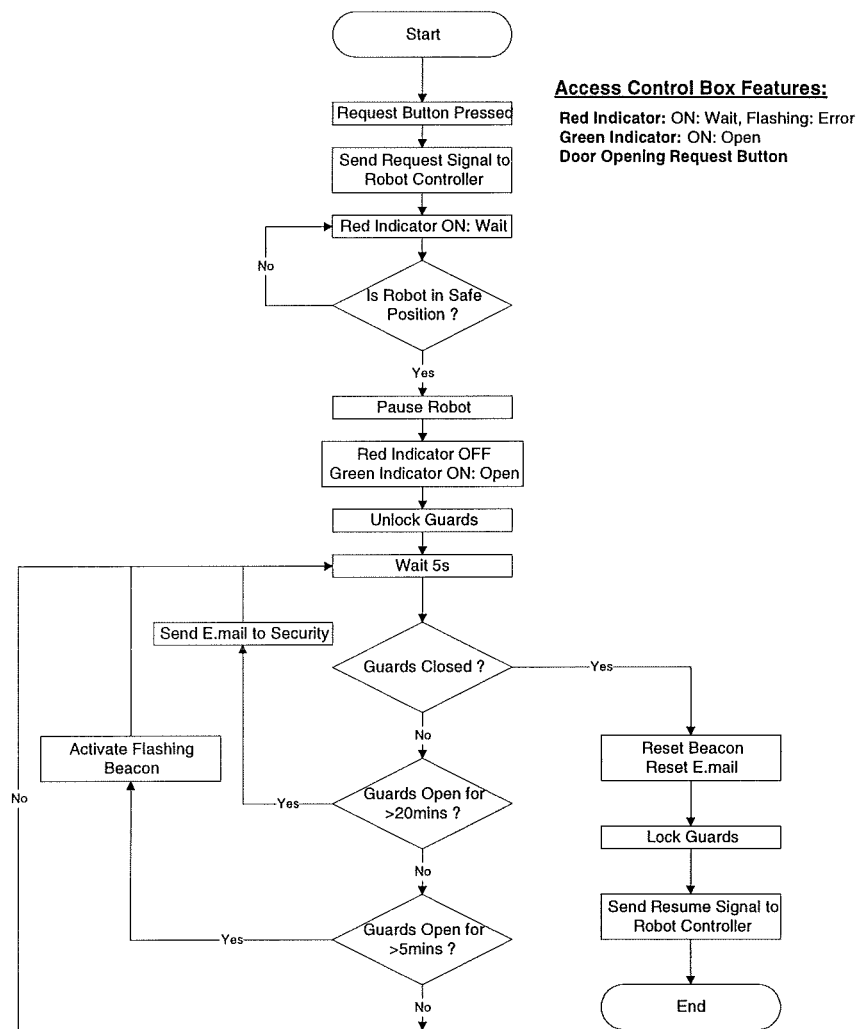 Start
Access Control Box Features:
Red Indicator: ON: Wait, Flashing: Error
Green Indicator: ON: Open
Door Opening Request Button
Request Button Pressed
Send Request Signal to
Robot Controller
Red Indicator ON: Wait
No
Is Robot in Safe
Position ?
Yes
Pause Robot
Red Indicator OFF
Green Indicator ON: Open
Unlock Guards
Wait 5s
Send E.mail to Security
Guards Closed ?
Yes
No
Activate Flashing
Beacon
Reset Beacon
Reset E.mail
No
Guards Open for
>20mins ?
Yes
No
Lock Guards
Send Resume Signal to
Robot Controller
Guards Open for
>5mins ?
Yes
No
End